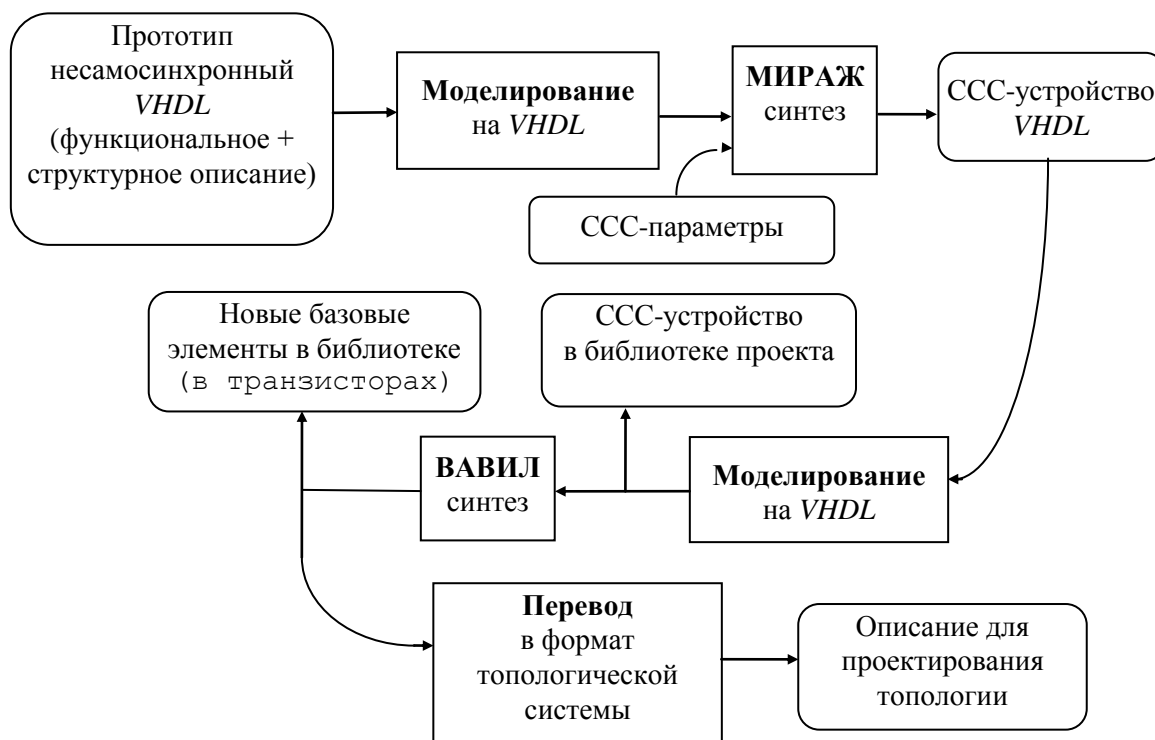 Прототип
несамосинхронный
VHDL
(функциональное +
структурное описание)
Моделирование
на VHDL
МИРАЖ
синтез
ССС-устройство
VHDL
ССС-параметры
Новые базовые
элементы в библиотеке
(в транзисторах)
ССС-устройство
в библиотеке проекта
ВАВИЛ
синтез
Моделирование
на VHDL
Перевод
в формат
топологической
системы
Описание для
проектирования
топологии